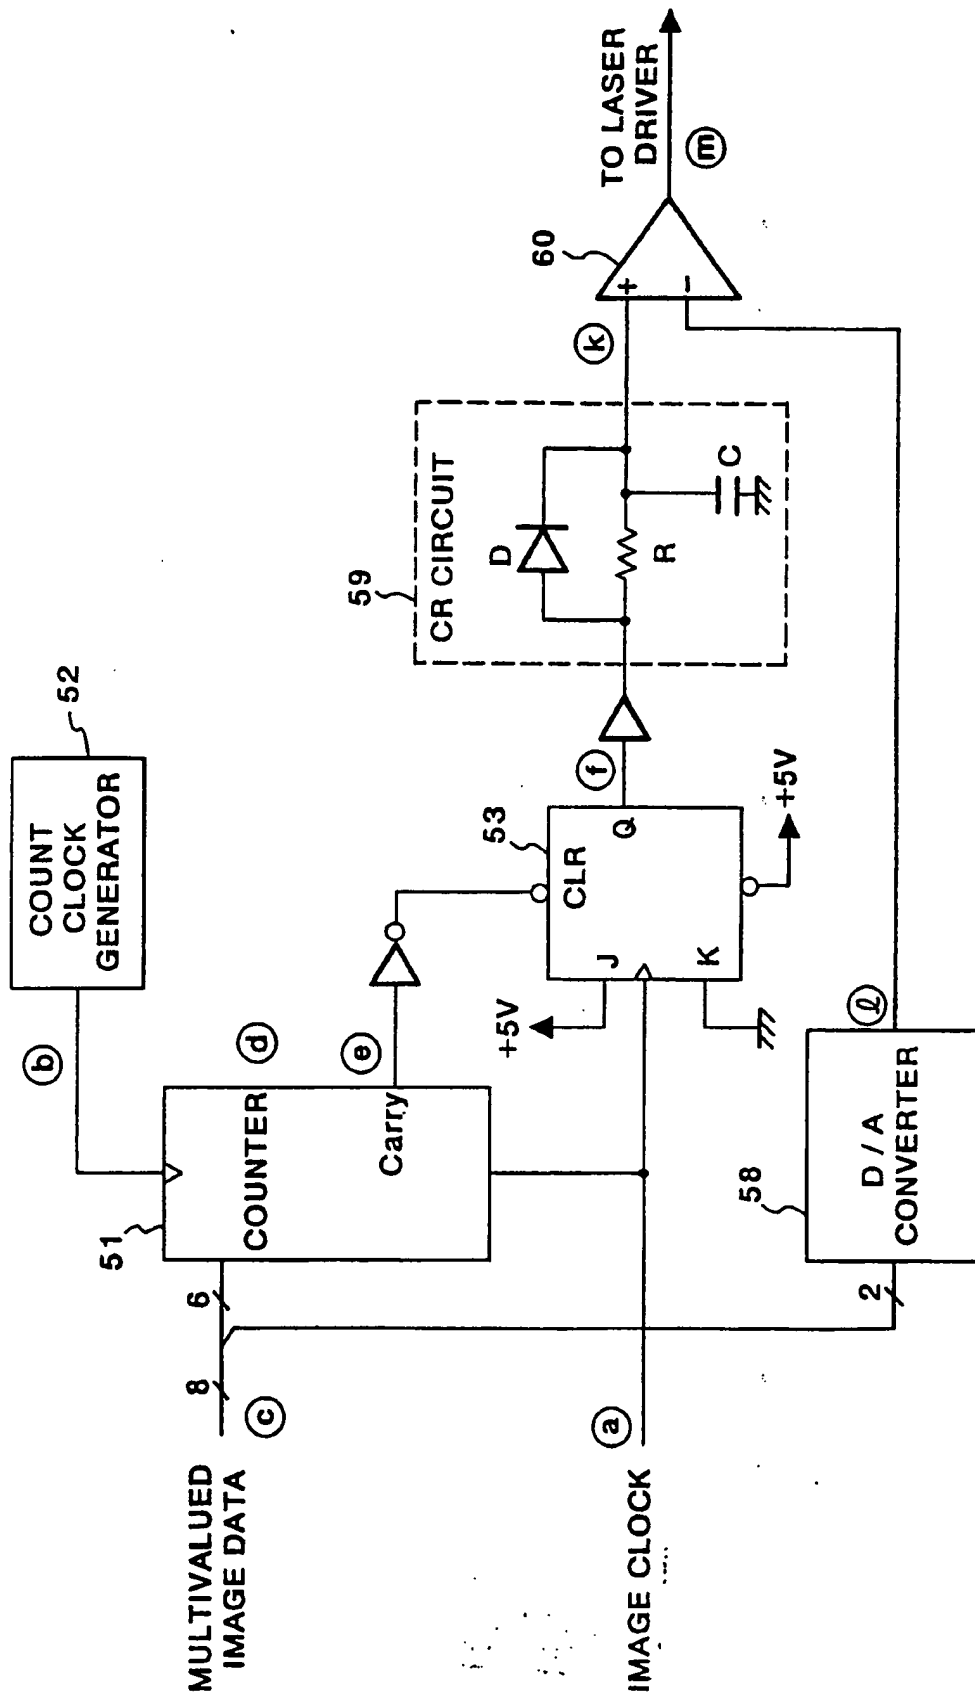 COUNT
CLOCK
GENERATOR
52
b
51
COUNTER
d
Carry
e
8
6
c
MULTIVALUED
IMAGE DATA
a
IMAGE CLOCK
+5V
53
J
CLR
K
Q
+5V
f
59
CR CIRCUIT
D
R
C
k
60
+
-
TO LASER
DRIVER
m
58
2
D/A
CONVERTER
ℓ